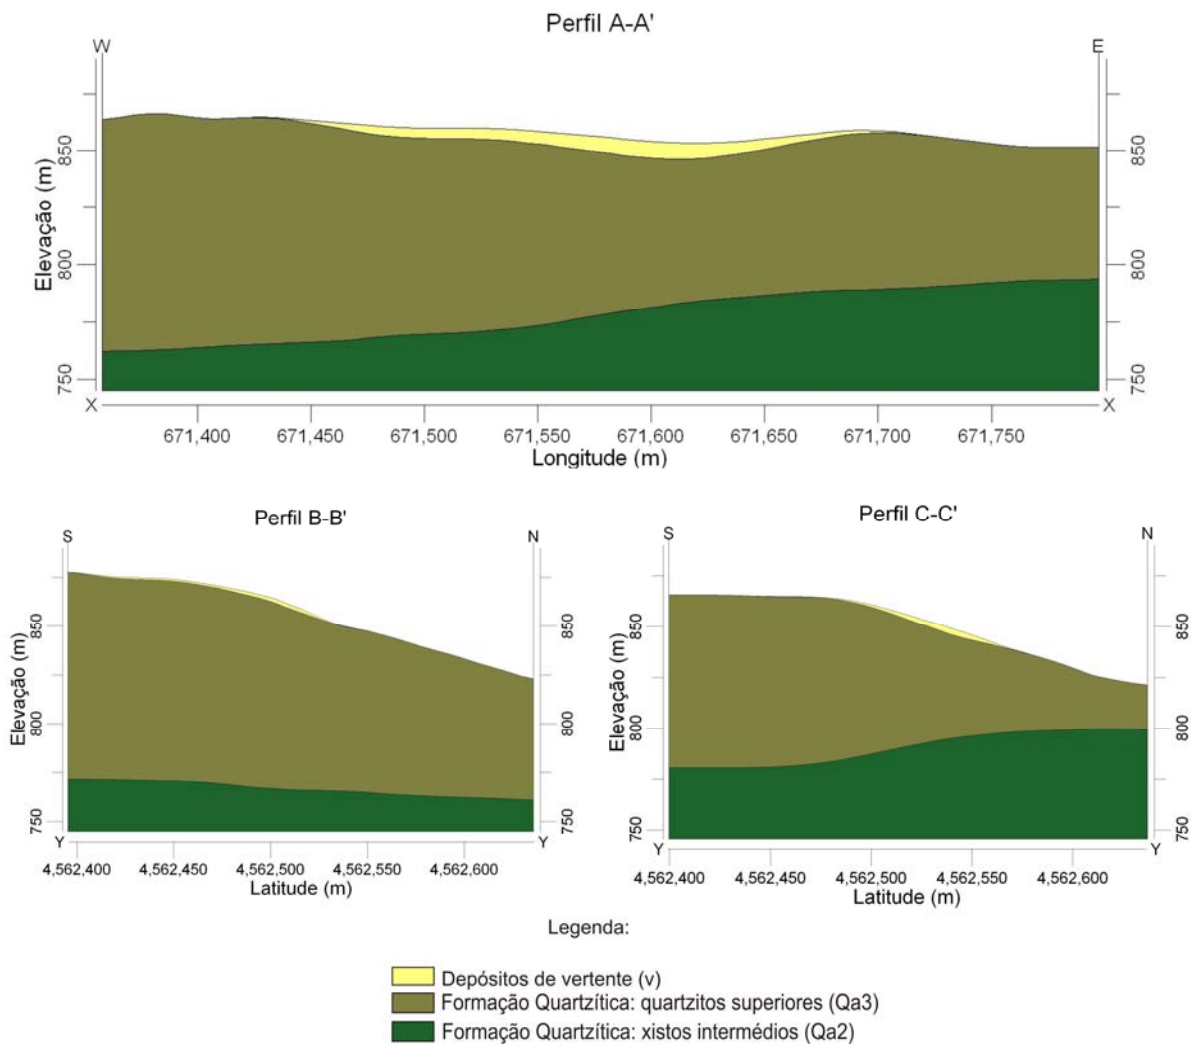 Perfil A-A'
W E
850 850
800 800
750 750
Elevação (m)
X X
671,400 671,450 671,500 671,550 671,600 671,650 671,700 671,750
Longitude (m)
Perfil B-B'
S N
850 850
800 800
750 750
Elevação (m)
Y Y
4,562,400 4,562,450 4,562,500 4,562,550 4,562,600
Latitude (m)
Perfil C-C'
S N
850 850
800 800
750 750
Elevação (m)
Y Y
4,562,400 4,562,450 4,562,500 4,562,550 4,562,600
Latitude (m)
Legenda:
Depósitos de vertente (v)
Formação Quartzítica: quartzitos superiores (Qa3)
Formação Quartzítica: xistos intermédios (Qa2)